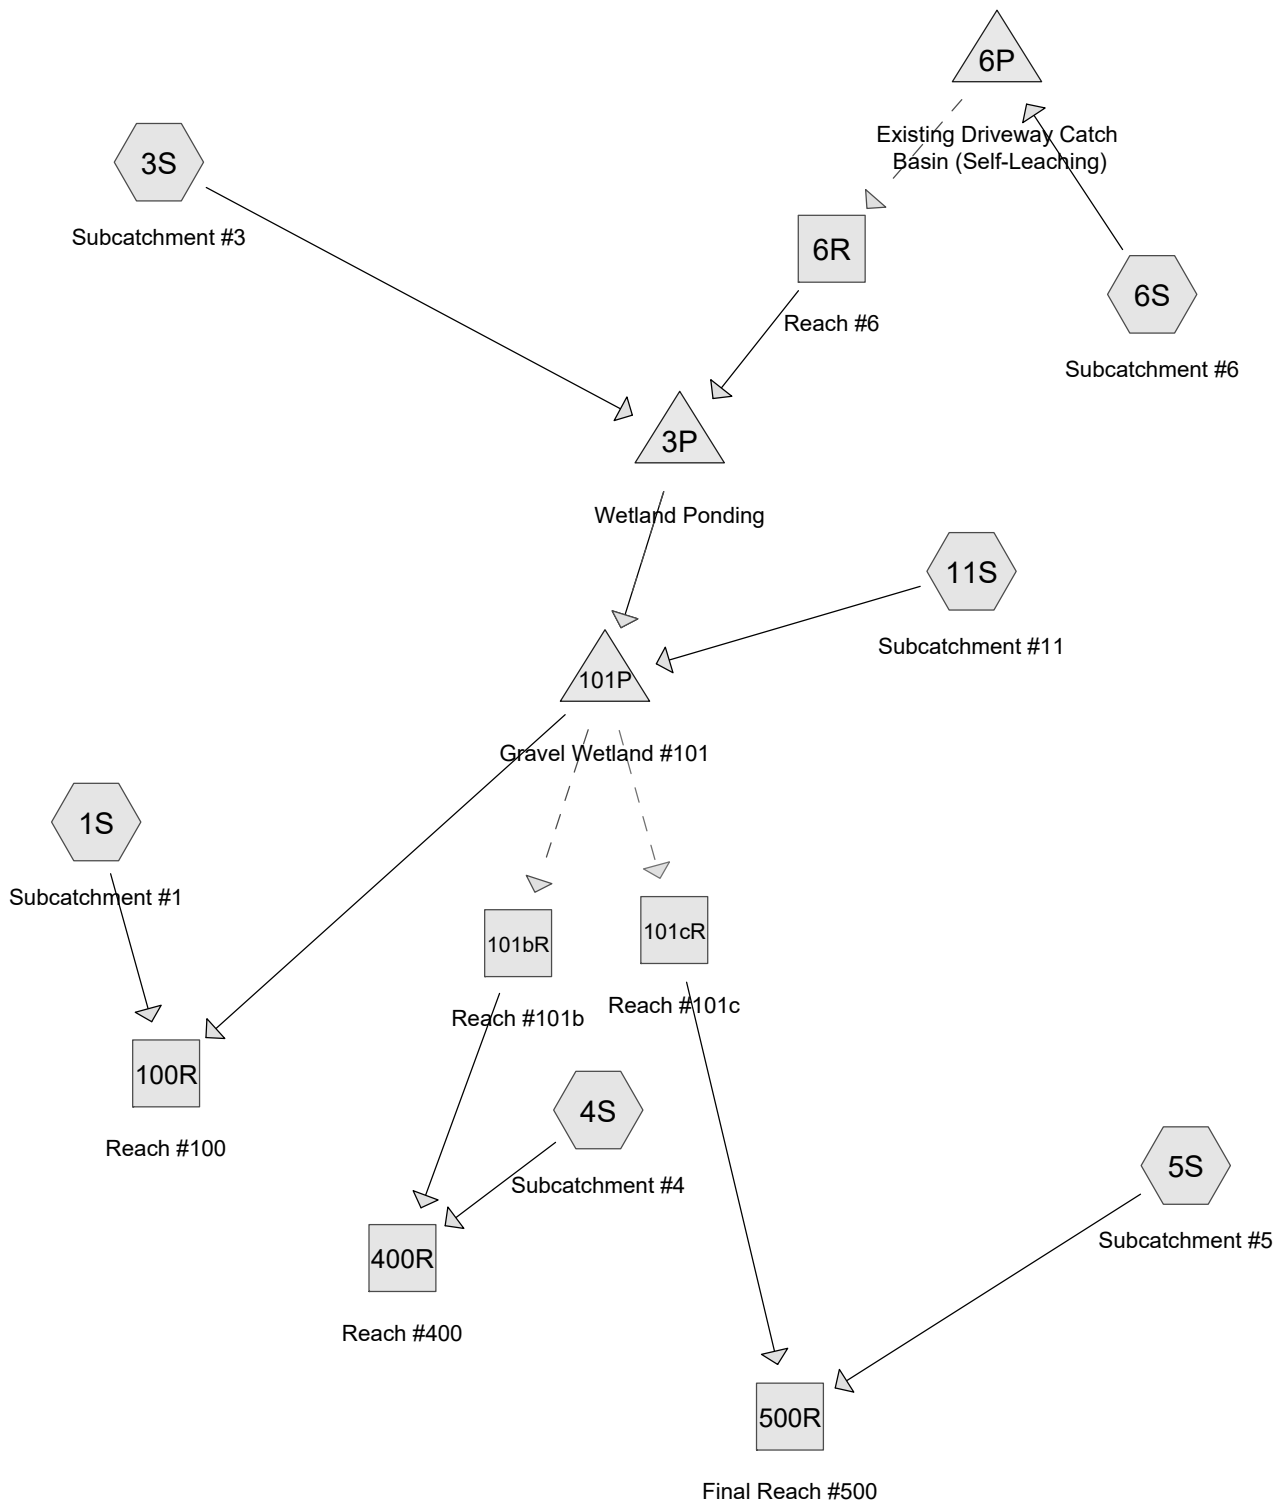 6P
Existing Driveway Catch
Basin (Self-Leaching)
3S
Subcatchment #3
6R
Reach #6
6S
Subcatchment #6
3P
Wetland Ponding
11S
Subcatchment #11
101P
Gravel Wetland #101
1S
Subcatchment #1
101bR
Reach #101b
101cR
Reach #101c
100R
Reach #100
4S
Subcatchment #4
5S
Subcatchment #5
400R
Reach #400
500R
Final Reach #500